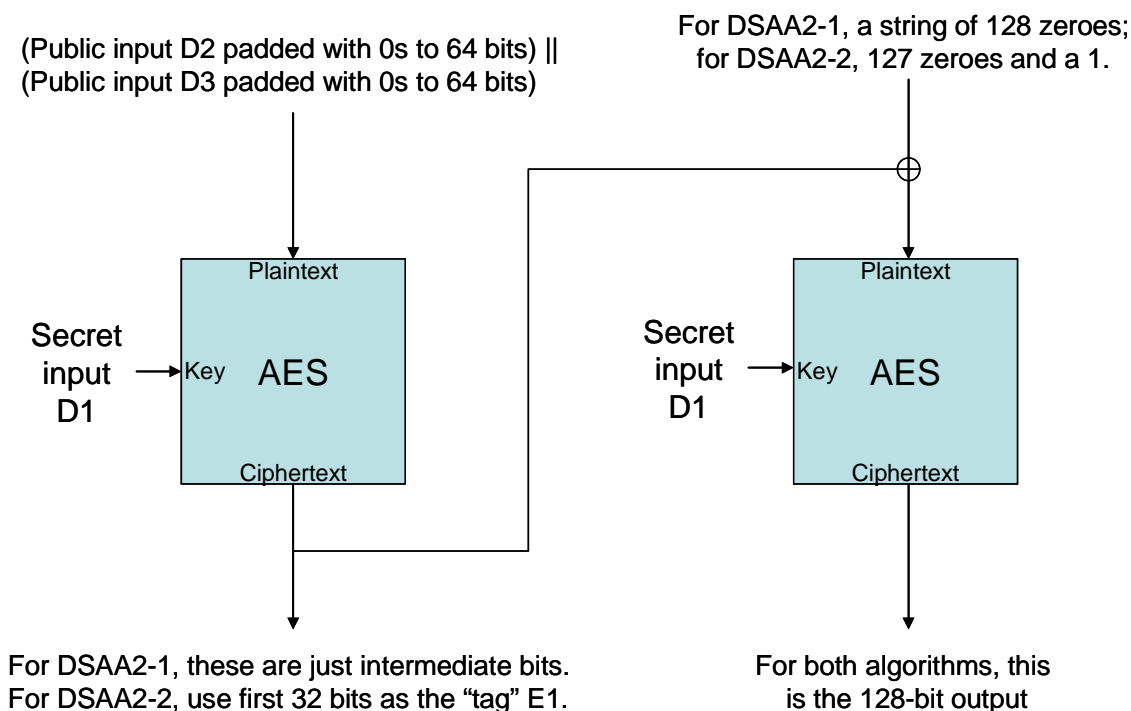 (Public input D2 padded with 0s to 64 bits) ||
(Public input D3 padded with 0s to 64 bits)
For DSAA2-1, a string of 128 zeroes;
for DSAA2-2, 127 zeroes and a 1.
Plaintext
Secret
input
D1
Key
AES
Ciphertext
Plaintext
Secret
input
D1
Key
AES
Ciphertext
For DSAA2-1, these are just intermediate bits.
For DSAA2-2, use first 32 bits as the “tag” E1.
For both algorithms, this
is the 128-bit output